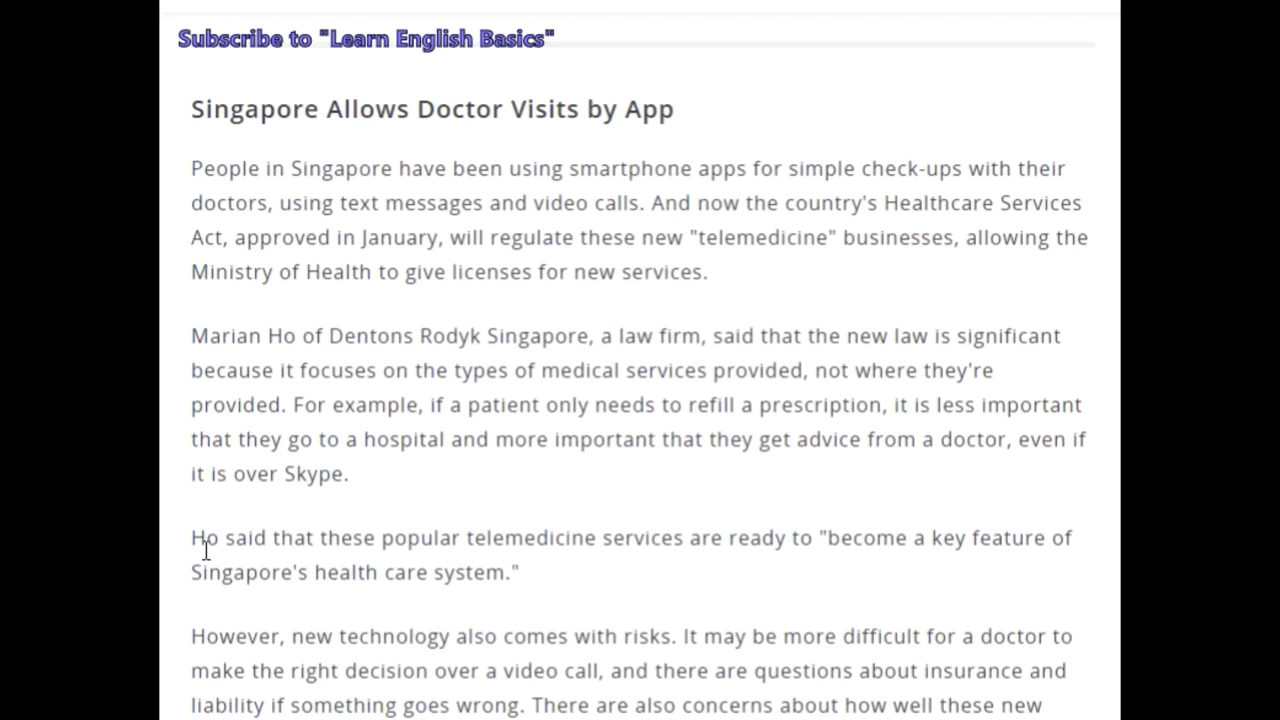 Subscribe to "Learn English Basics"
Singapore Allows Doctor Visits by App
People in Singapore have been using smartphone apps for simple check-ups with their
doctors, using text messages and video calls. And now the country's Healthcare Services
Act, approved in January, will regulate these new "telemedicine" businesses, allowing the
Ministry of Health to give licenses for new services.
Marian Ho of Dentons Rodyk Singapore, a law firm, said that the new law is significant
because it focuses on the types of medical services provided, not where they're
provided. For example, if a patient only needs to refill a prescription, it is less important
that they go to a hospital and more important that they get advice from a doctor, even if
it is over Skype.
Ho said that these popular telemedicine services are ready to "become a key feature of
Singapore's health care system."
However, new technology also comes with risks. It may be more difficult for a doctor to
make the right decision over a video call, and there are questions about insurance and
liability if something goes wrong. There are also concerns about how well these new